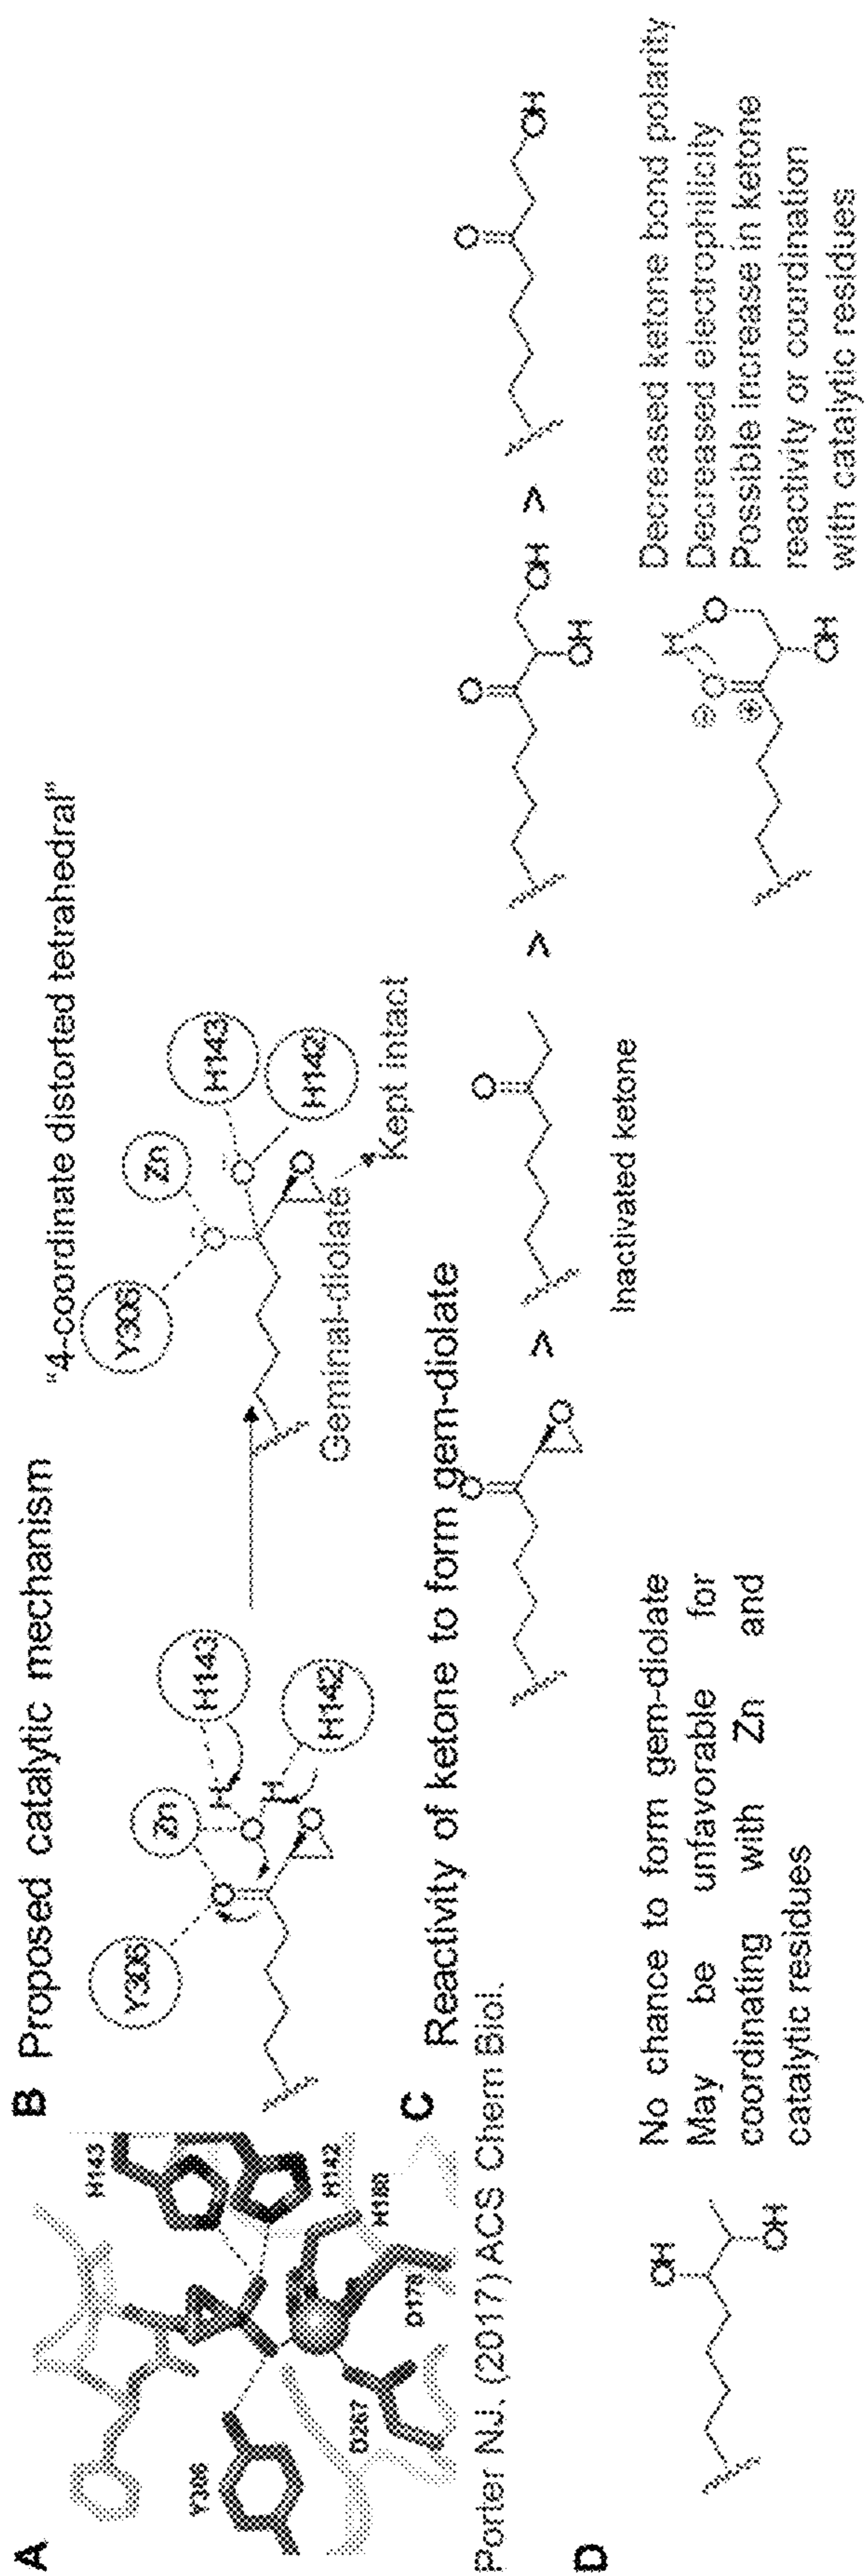 A
H143
Y306
H142
H180
D267
D178
Porter NJ. (2017) ACS Chem Biol.
B Proposed catalytic mechanism
Y306
Zn
H143
H
H
O
O
O
H142
"4-coordinate distorted tetrahedral"
Y306
Zn
H143
O
O
O
H142
Geminal-diolate
Kept intact
C Reactivity of ketone to form gem-diolate
O
O
>
O
Inactivated ketone
>
O
OH
OH
>
O
OH
D
OH
OH
No chance to form gem-diolate
May be unfavorable for
coordinating with Zn and
catalytic residues
H
⊖ O
O
⊕
OH
Decreased ketone bond polarity
Decreased electrophilicity
Possible increase in ketone
reactivity or coordination
with catalytic residues